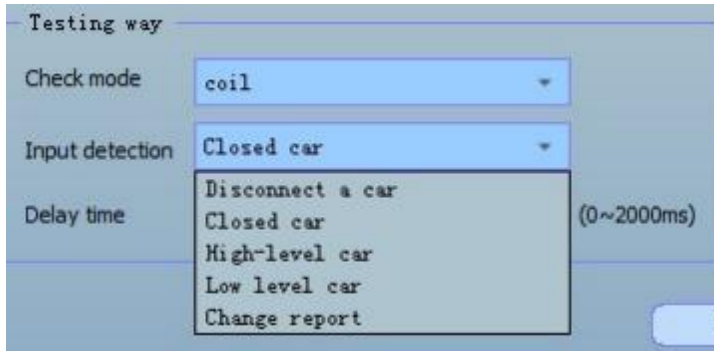 Testing way
Check mode coil
Input detection Closed car
Disconnect a car
Delay time Closed car (0~2000ms)
High-level car
Low level car
Change report